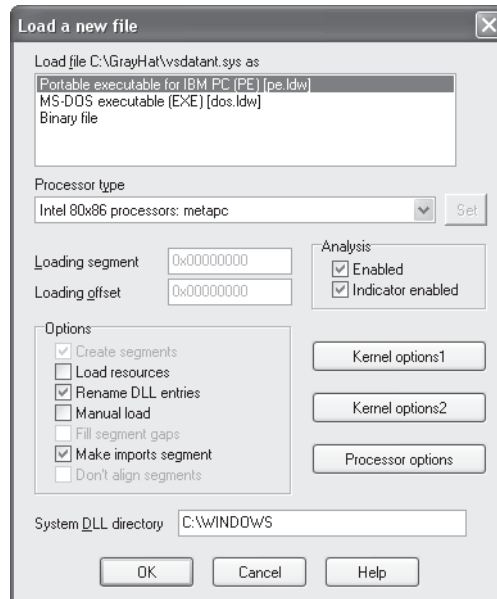 Load a new file
Load file C:\GrayHat\vsdatant.sys as
Portable executable for IBM PC (PE) [pe.ldw]
MS-DOS executable (EXE) [dos.ldw]
Binary file
Processor type
Intel 80x86 processors: metapc
Set
Loading segment 0x00000000
Loading offset 0x00000000
Analysis
Enabled
Indicator enabled
Options
Create segments
Load resources
Rename DLL entries
Manual load
Fill segment gaps
Make imports segment
Don't align segments
Kernel options1
Kernel options2
Processor options
System DLL directory C:\WINDOWS
OK Cancel Help